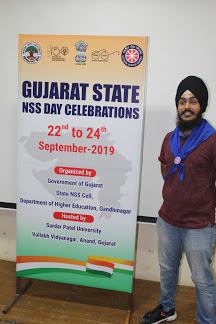 GUJARAT STATE
NSS DAY CELEBRATIONS
22nd to 24th
September-2019
Organized by
Government of Gujarat
State NSS Cell,
Department of Higher Education, Gandhinagar
Hosted by
Sardar Patel University
Vallabh Vidyanagar, Anand, Gujarat